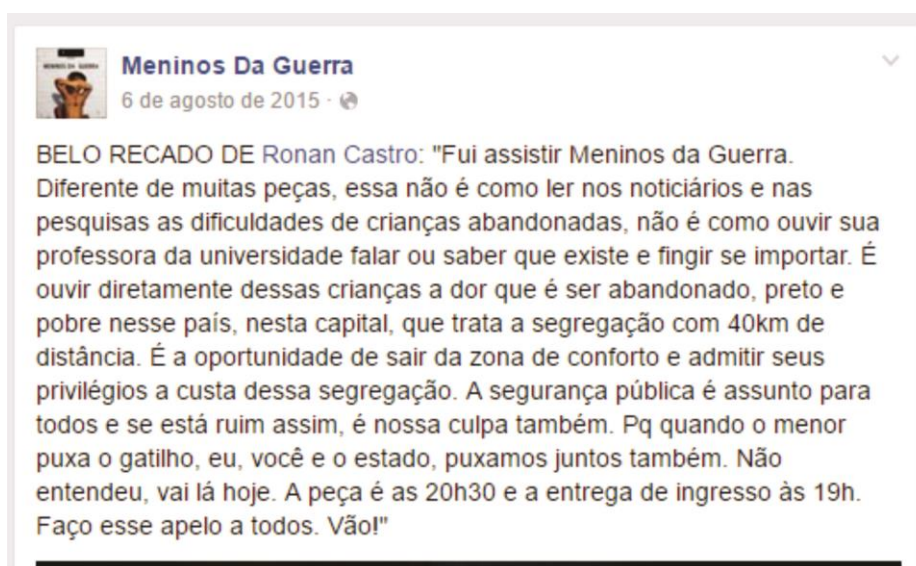 Meninos Da Guerra
6 de agosto de 2015 ·
BELO RECADO DE Ronan Castro: "Fui assistir Meninos da Guerra.
Diferente de muitas peças, essa não é como ler nos noticiários e nas
pesquisas as dificuldades de crianças abandonadas, não é como ouvir sua
professora da universidade falar ou saber que existe e fingir se importar. É
ouvir diretamente dessas crianças a dor que é ser abandonado, preto e
pobre nesse país, nesta capital, que trata a segregação com 40km de
distância. É a oportunidade de sair da zona de conforto e admitir seus
privilégios a custa dessa segregação. A segurança pública é assunto para
todos e se está ruim assim, é nossa culpa também. Pq quando o menor
puxa o gatilho, eu, você e o estado, puxamos juntos também. Não
entendeu, vai lá hoje. A peça é as 20h30 e a entrega de ingresso às 19h.
Faço esse apelo a todos. Vão!"